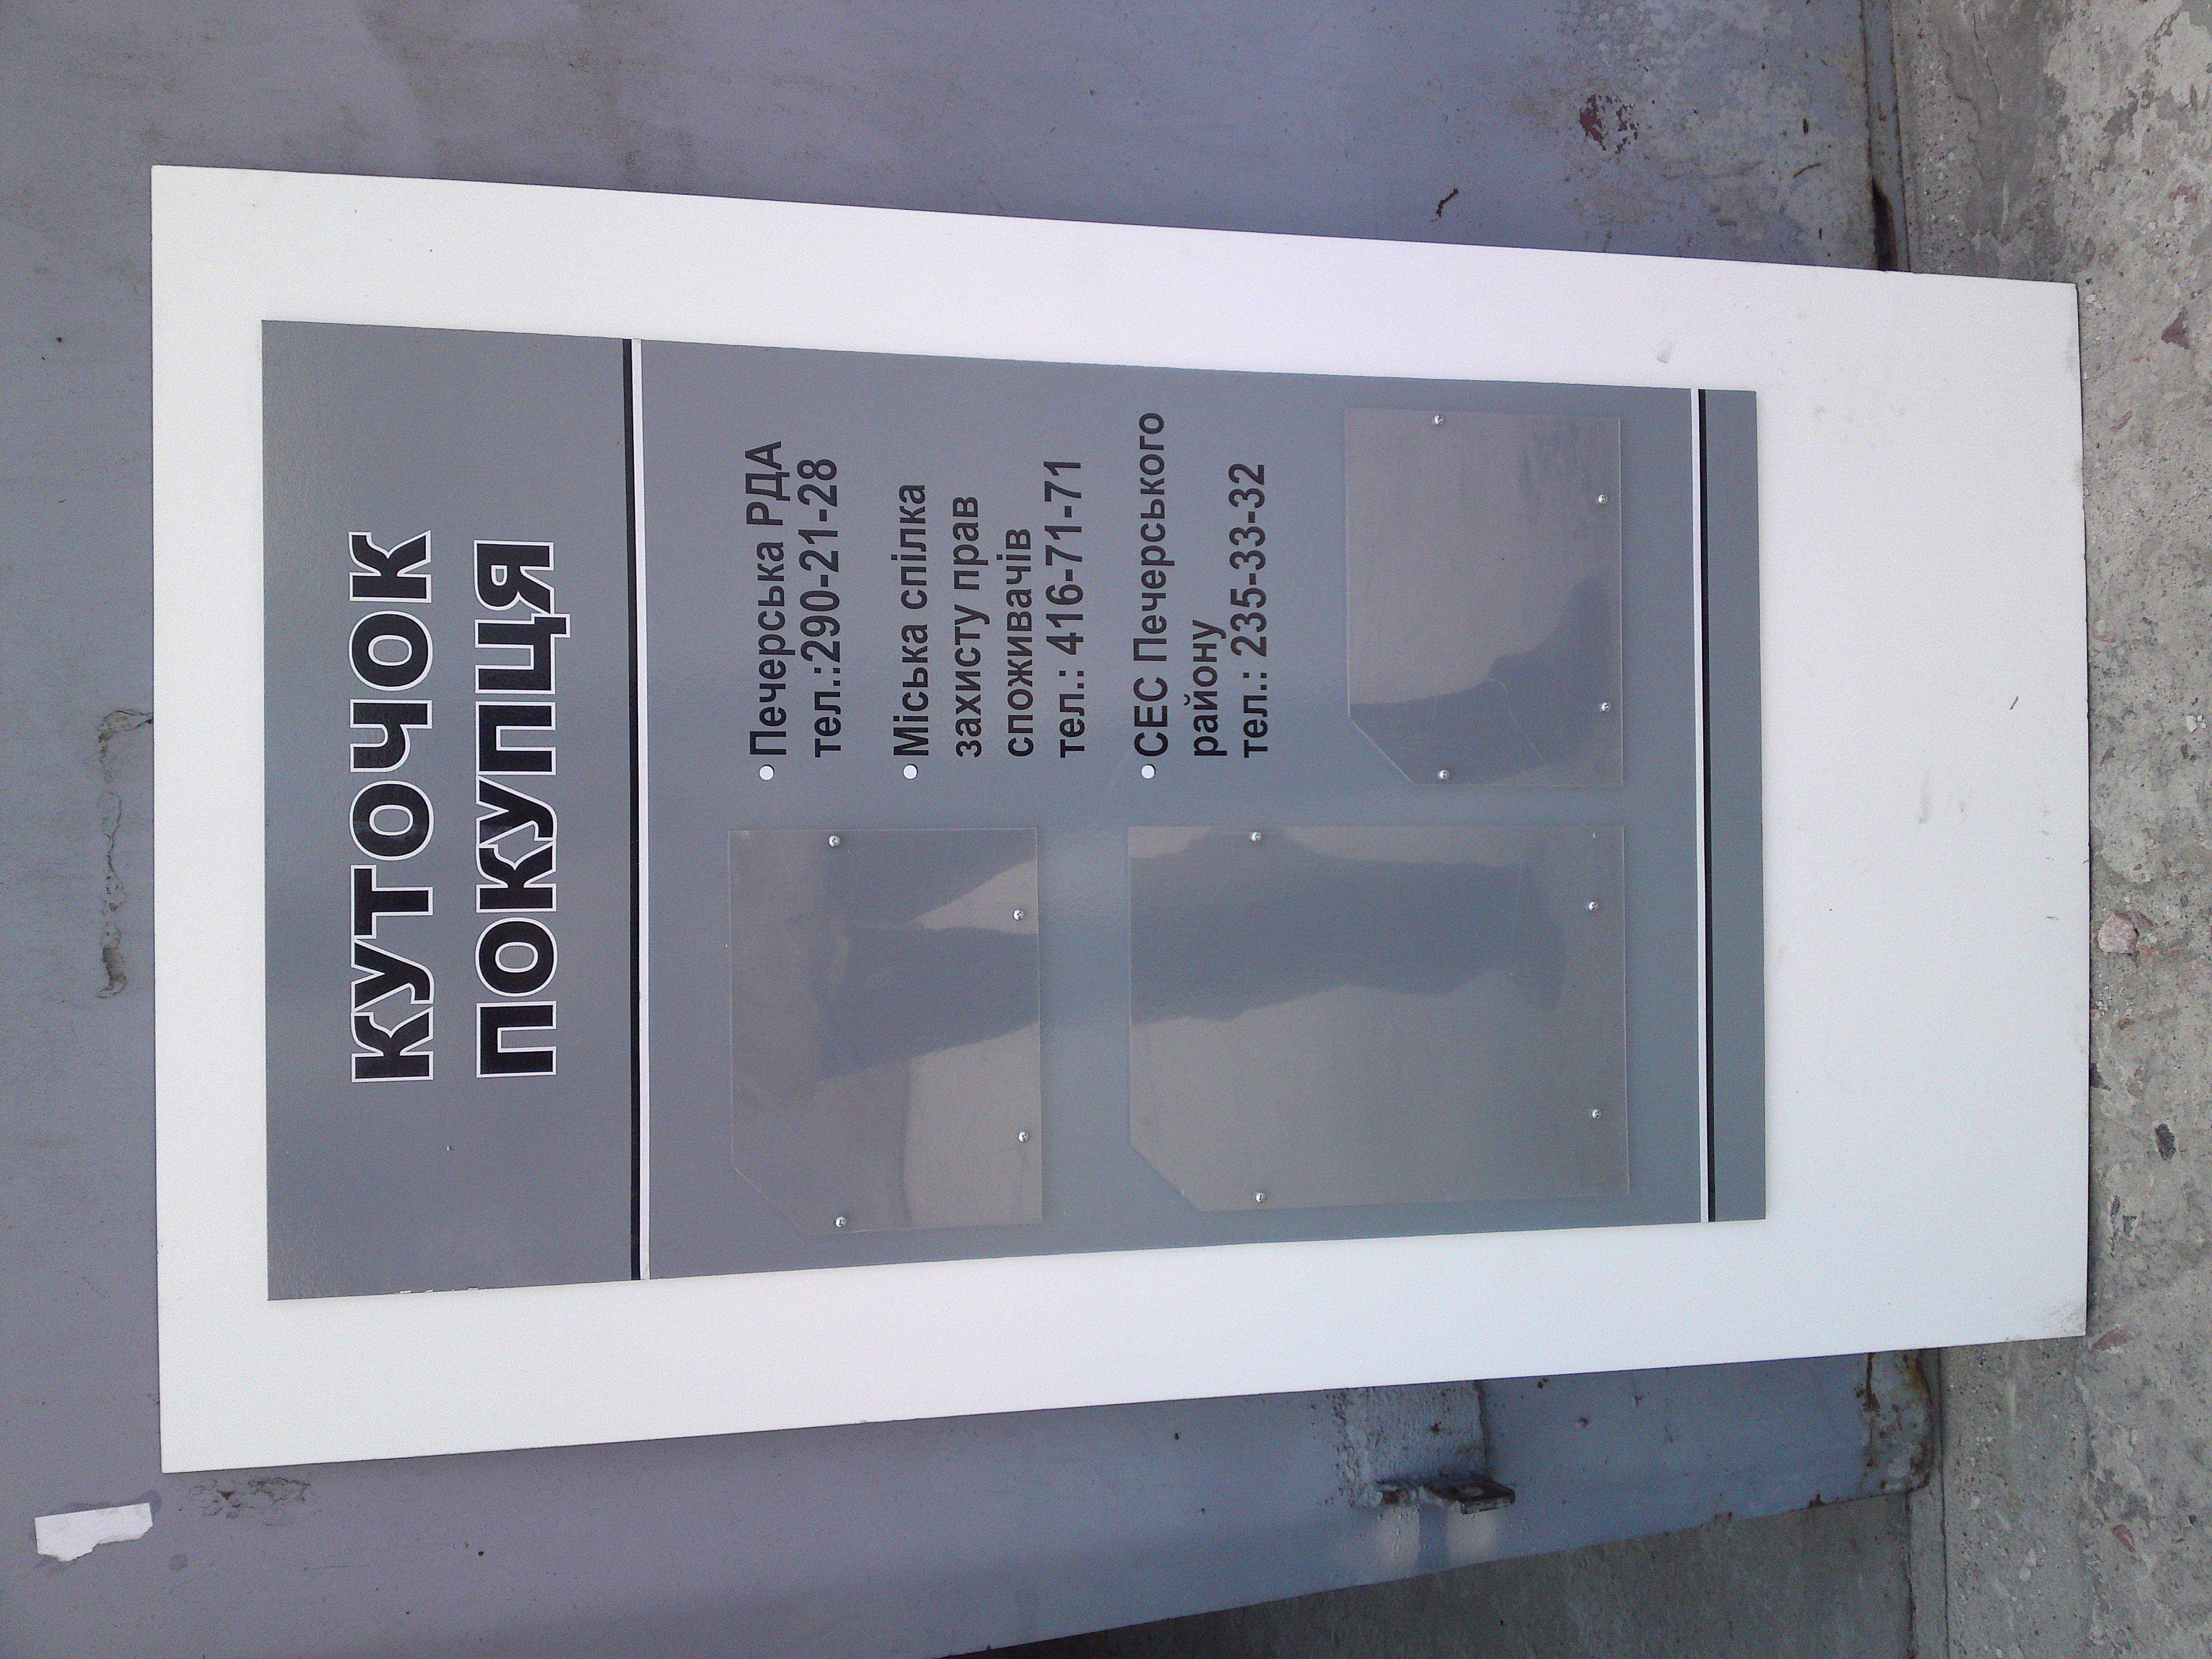 КУТОЧОК
ПОКУПЦЯ
Печерська РДА
тел.:290-21-28
Міська спілка
захисту прав
споживачів
тел.: 416-71-71
СЕС Печерського
району
тел.: 235-33-32